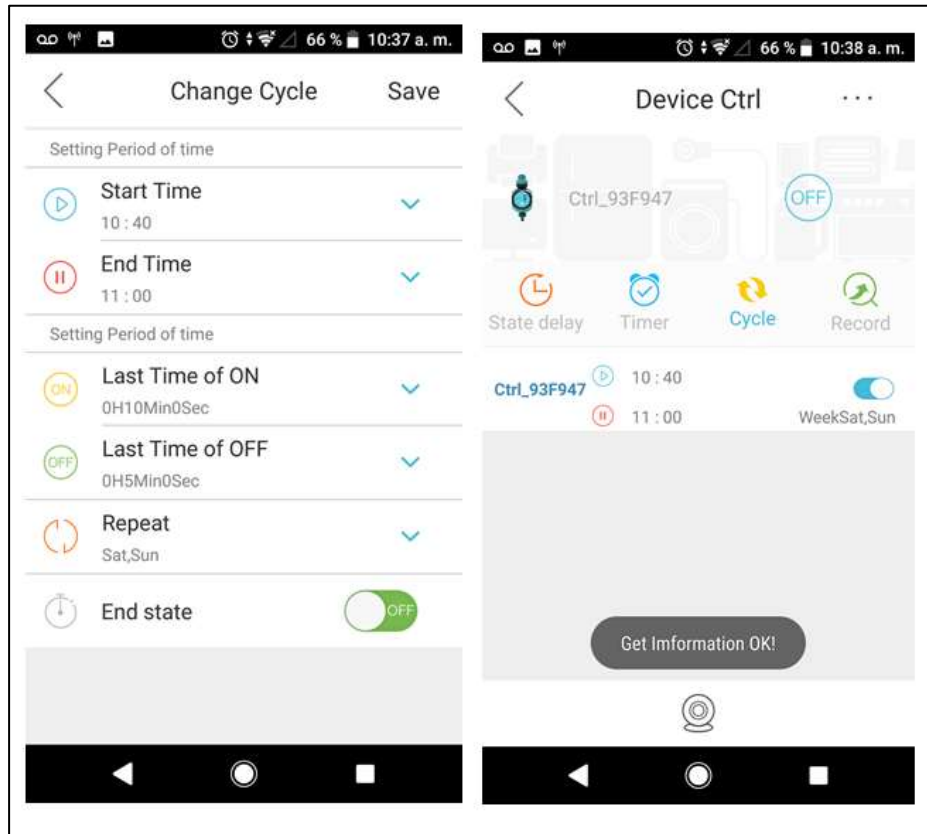 66 % 10:37 a. m.
Change Cycle Save
Setting Period of time
Start Time
10 : 40
End Time
11 : 00
Setting Period of time
ON
Last Time of ON
0H10Min0Sec
OFF
Last Time of OFF
0H5Min0Sec
Repeat
Sat,Sun
End state OFF
66 % 10:38 a. m.
Device Ctrl ...
Ctrl_93F947 OFF
State delay Timer Cycle Record
Ctrl_93F947 10 : 40
11 : 00 WeekSat,Sun
Get Imformation OK!